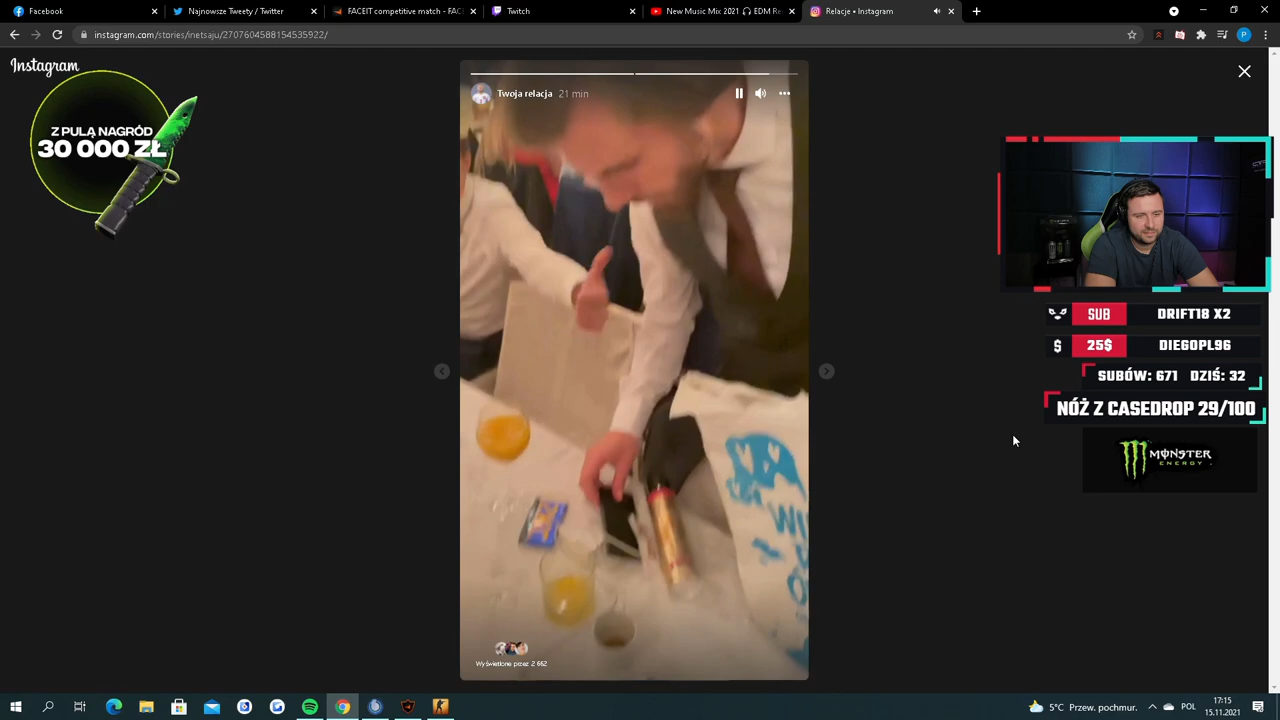 Facebook
Najnowsze Tweety / Twitter
FACEIT competitive match - FAC
Twitch
New Music Mix 2021 🎧 EDM Re
Relacje • Instagram
instagram.com/stories/inetsaju/2707604588154535922/
P
Instagram
Z PULĄ NAGRÓD
30 000 ZŁ
Twoja relacja 21 min
SUB DRIFT18 X2
$ 25$ DIEGOPL96
SUBÓW: 671 DZIŚ: 32
NÓŻ Z CASEDROP 29/100
MONSTER
ENERGY
WI
Wyświetlone przez 2 662
5°C Przew. pochmur.
POL
17:15
15.11.2021